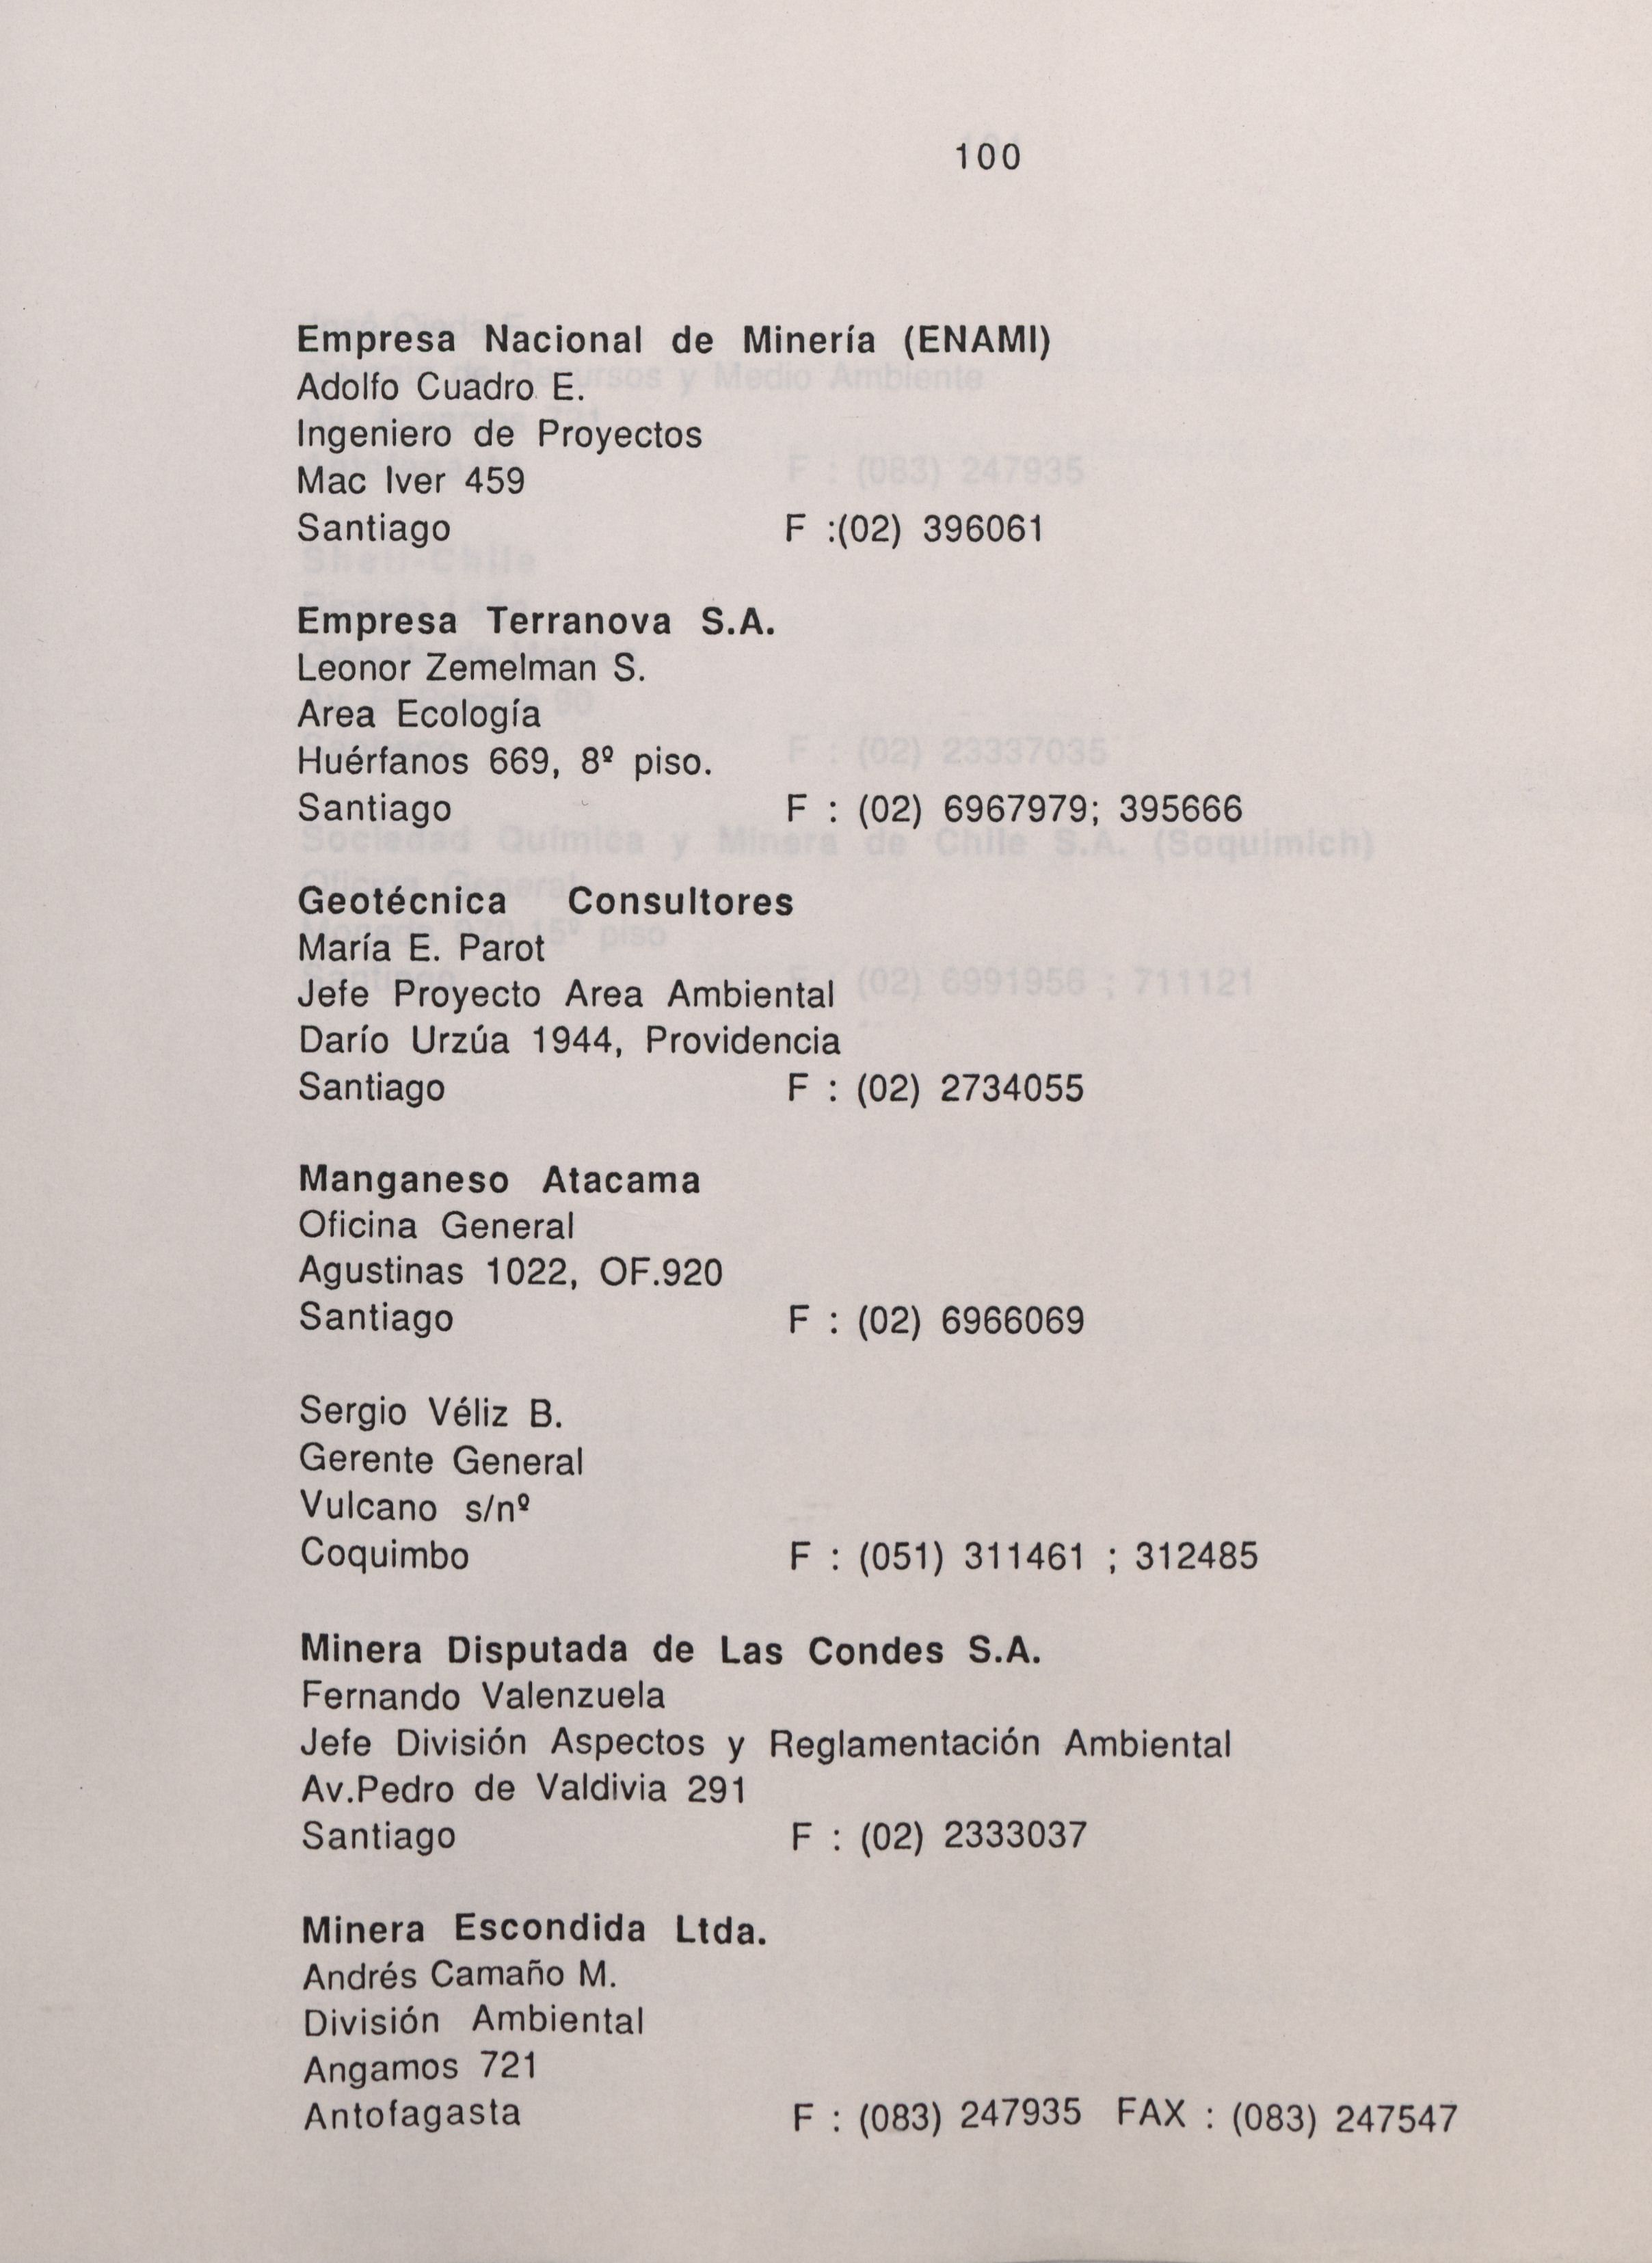 100
Empresa Nacional de Minería (ENAMI)
Adolfo Cuadro E.
Ingeniero de Proyectos
Mac Iver 459
Santiago F :(02) 396061
Empresa Terranova S.A.
Leonor Zemelman S.
Area Ecología
Huérfanos 669, 8º piso.
Santiago F : (02) 6967979; 395666
Geotécnica Consultores
María E. Parot
Jefe Proyecto Area Ambiental
Darío Urzúa 1944, Providencia
Santiago F : (02) 2734055
Manganeso Atacama
Oficina General
Agustinas 1022, OF.920
Santiago F : (02) 6966069
Sergio Véliz B.
Gerente General
Vulcano s/nº
Coquimbo F : (051) 311461 ; 312485
Minera Disputada de Las Condes S.A.
Fernando Valenzuela
Jefe División Aspectos y Reglamentación Ambiental
Av.Pedro de Valdivia 291
Santiago F : (02) 2333037
Minera Escondida Ltda.
Andrés Camaño M.
División Ambiental
Angamos 721
Antofagasta F : (083) 247935 FAX : (083) 247547